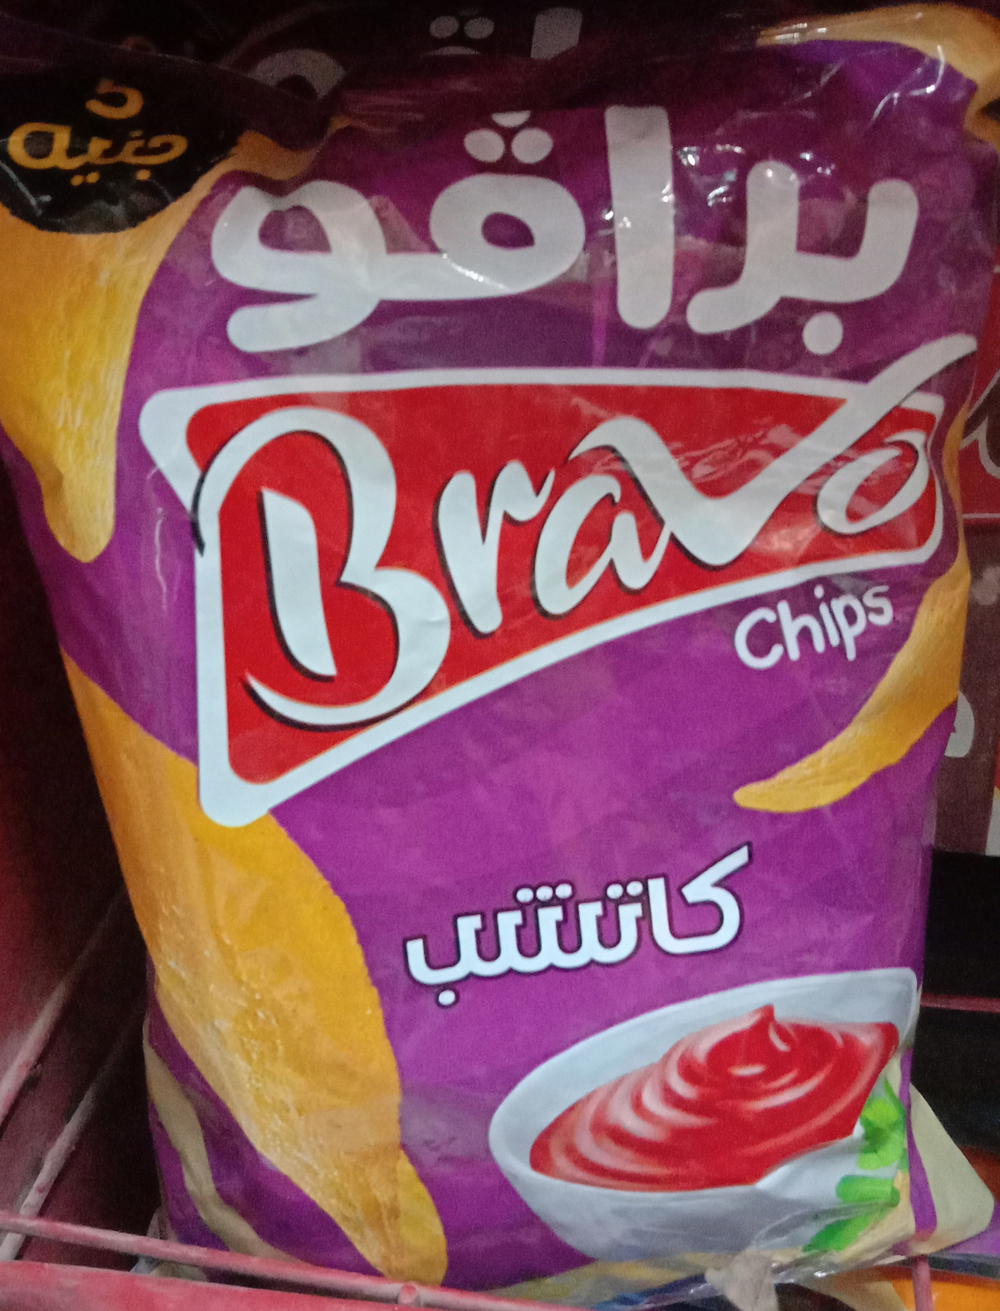 ٥
جنيه
براڤو
Bravo
Chips
كاتشب